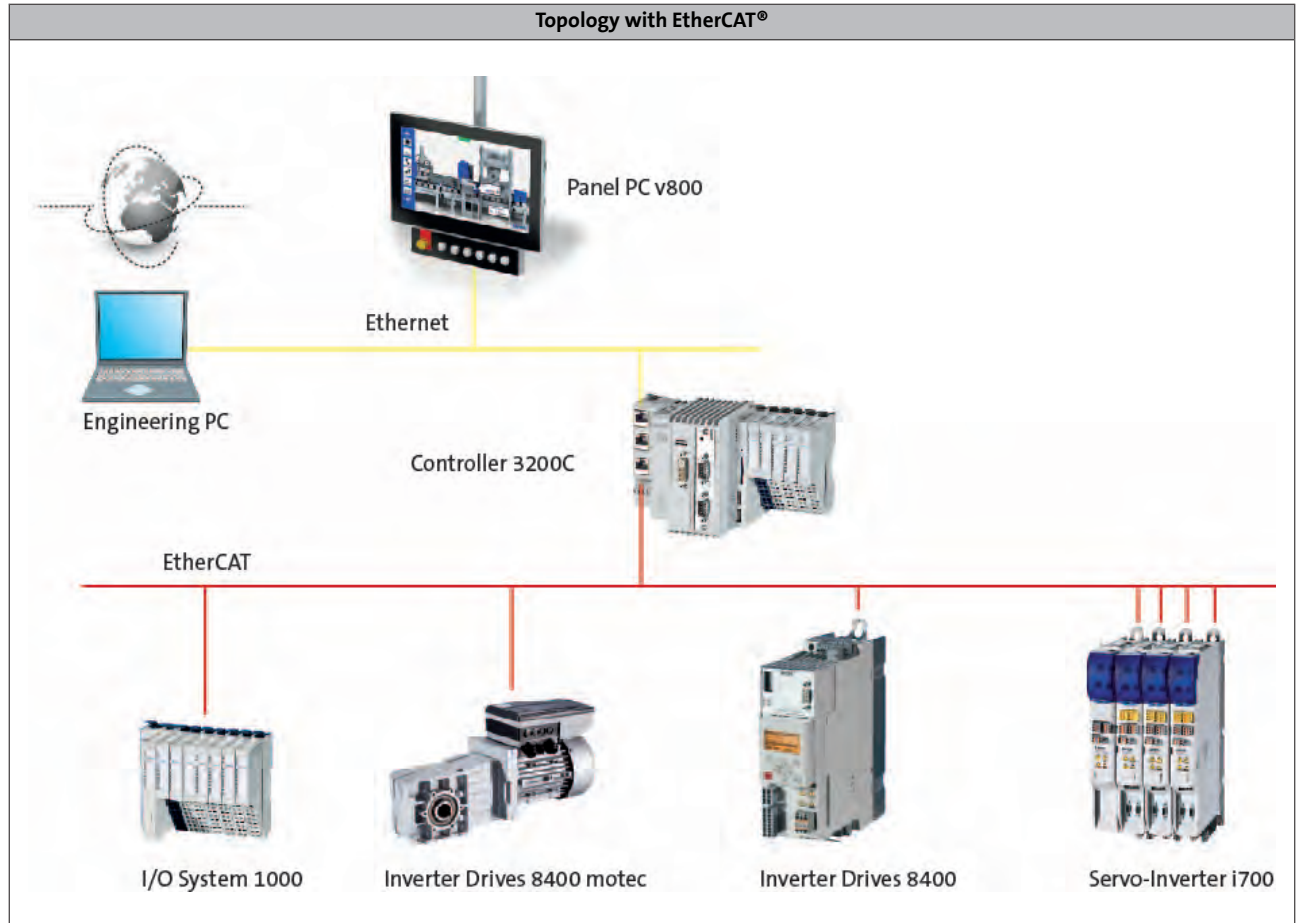 Topology with EtherCAT®
Panel PC v800
Ethernet
Engineering PC
Controller 3200C
EtherCAT
I/O System 1000
Inverter Drives 8400 motec
Inverter Drives 8400
Servo-Inverter i700